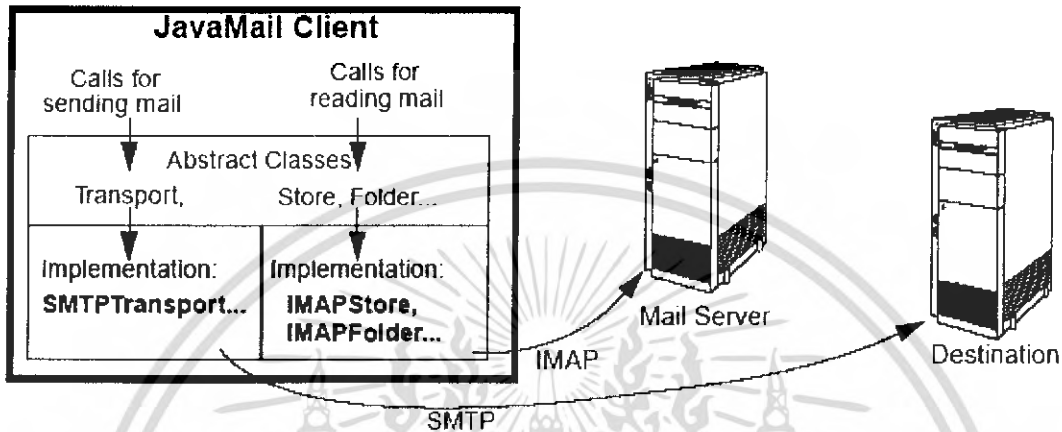 JavaMail Client
Calls for
sending mail
Calls for
reading mail
Abstract Classes
Transport,
Store, Folder...
Implementation:
SMTPTransport...
Implementation:
IMAPStore,
IMAPFolder...
Mail Server
Destination
IMAP
SMTP